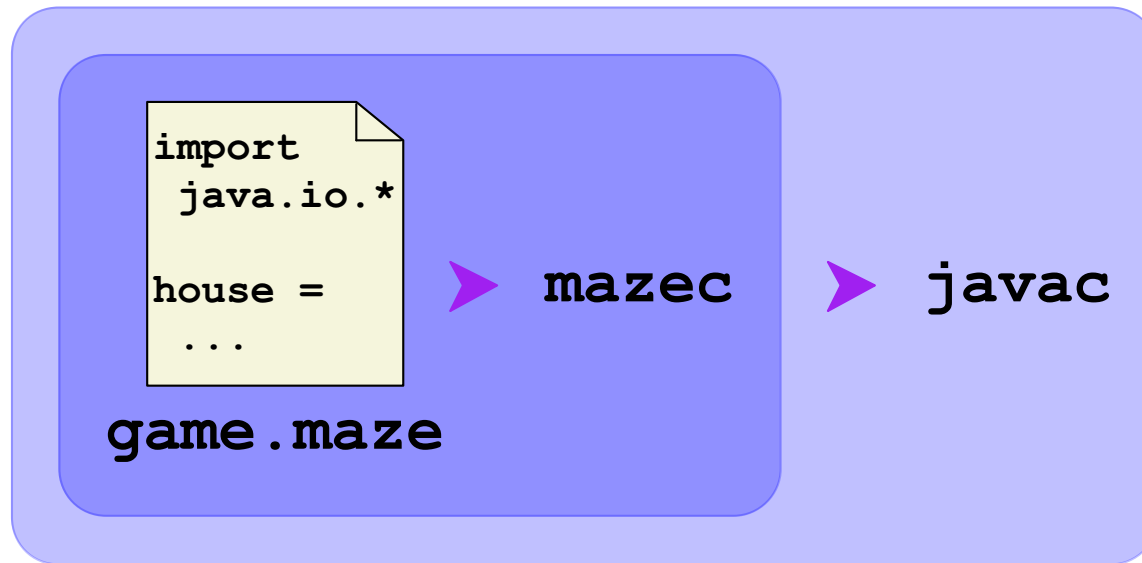 import
java.io.*
house =
...
game.maze
mazec
javac